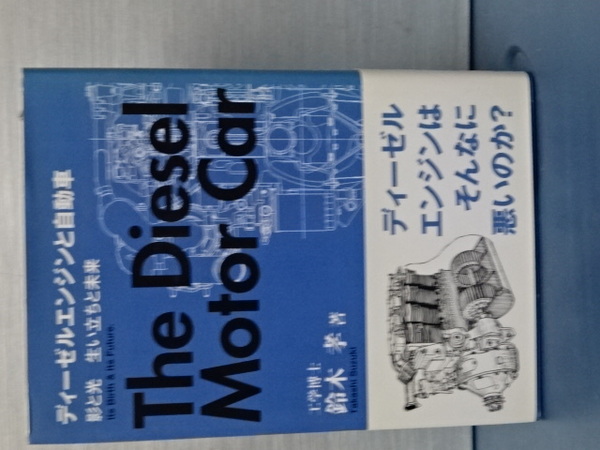 ディーゼルエンジンと自動車
影と光 生い立ちと未来
Its Birth & Its Future
The Diesel
Motor Car
工学博士
鈴木 孝 著
Takashi Suzuki
ディーゼル
エンジンは
そんなに
悪いのか?